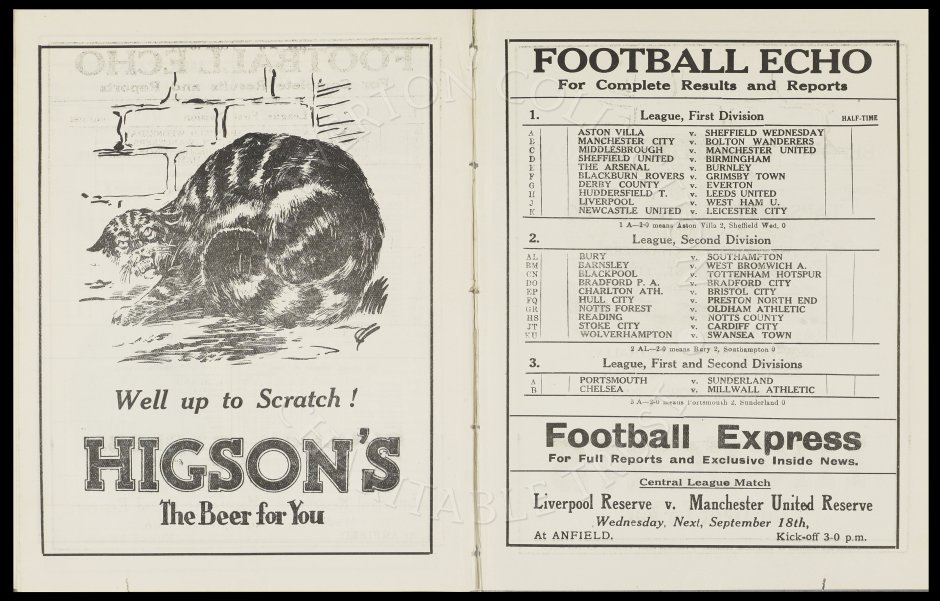 Well up to Scratch!
HIGSON'S
The Beer for You
FOOTBALL ECHO
For Complete Results and Reports
1. League, First Division HALF-TIME
A ASTON VILLA v. SHEFFIELD WEDNESDAY
B MANCHESTER CITY v. BOLTON WANDERERS
C MIDDLESBROUGH v. MANCHESTER UNITED
D SHEFFIELD UNITED v. BIRMINGHAM
E THE ARSENAL v. BURNLEY
F BLACKBURN ROVERS v. GRIMSBY TOWN
G DERBY COUNTY v. EVERTON
H HUDDERSFIELD T. v. LEEDS UNITED
J LIVERPOOL v. WEST HAM U.
K NEWCASTLE UNITED v. LEICESTER CITY
1 A—2-0 means Aston Villa 2, Sheffield Wed. 0
2. League, Second Division
AL BURY v. SOUTHAMPTON
BM BARNSLEY v. WEST BROMWICH A.
CN BLACKPOOL v. TOTTENHAM HOTSPUR
DO BRADFORD P. A. v. BRADFORD CITY
EP CHARLTON ATH. v. BRISTOL CITY
FQ HULL CITY v. PRESTON NORTH END
GR NOTTS FOREST v. OLDHAM ATHLETIC
HS READING v. NOTTS COUNTY
JT STOKE CITY v. CARDIFF CITY
KU WOLVERHAMPTON v. SWANSEA TOWN
2 AL—2-0 means Bury 2, Southampton 0
3. League, First and Second Divisions
A PORTSMOUTH v. SUNDERLAND
B CHELSEA v. MILLWALL ATHLETIC
3 A—2-0 means Portsmouth 2, Sunderland 0
Football Express
For Full Reports and Exclusive Inside News.
Central League Match
Liverpool Reserve v. Manchester United Reserve
Wednesday, Next, September 18th,
At ANFIELD. Kick-off 3-0 p.m.